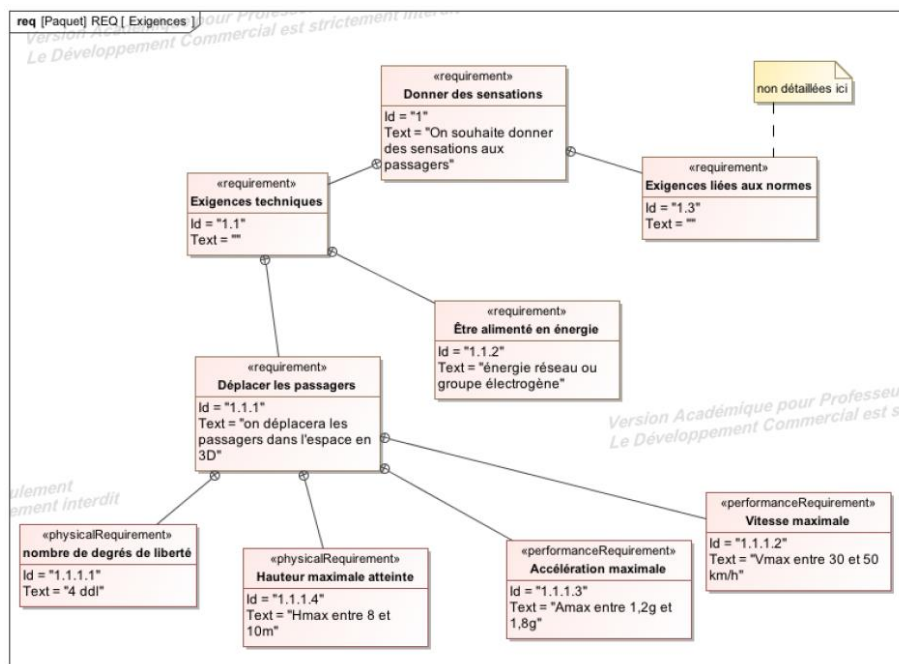 req [Paquet] REQ [ Exigences ]
Version Académique pour Professeu
Le Développement Commercial est strictement interdit
«requirement»
Donner des sensations
Id = "1"
Text = "On souhaite donner
des sensations aux
passagers"
non détaillées ici
«requirement»
Exigences techniques
Id = "1.1"
Text = ""
«requirement»
Exigences liées aux normes
Id = "1.3"
Text = ""
«requirement»
Être alimenté en énergie
Id = "1.1.2"
Text = "énergie réseau ou
groupe électrogène"
«requirement»
Déplacer les passagers
Id = "1.1.1"
Text = "on déplacera les
passagers dans l'espace en
3D"
Version Académique pour Professeu
Le Développement Commercial est s
ulement
ement interdit
«physicalRequirement»
nombre de degrés de liberté
Id = "1.1.1.1"
Text = "4 ddl"
«physicalRequirement»
Hauteur maximale atteinte
Id = "1.1.1.4"
Text = "Hmax entre 8 et
10m"
«performanceRequirement»
Accélération maximale
Id = "1.1.1.3"
Text = "Amax entre 1,2g et
1,8g"
«performanceRequirement»
Vitesse maximale
Id = "1.1.1.2"
Text = "Vmax entre 30 et 50
km/h"